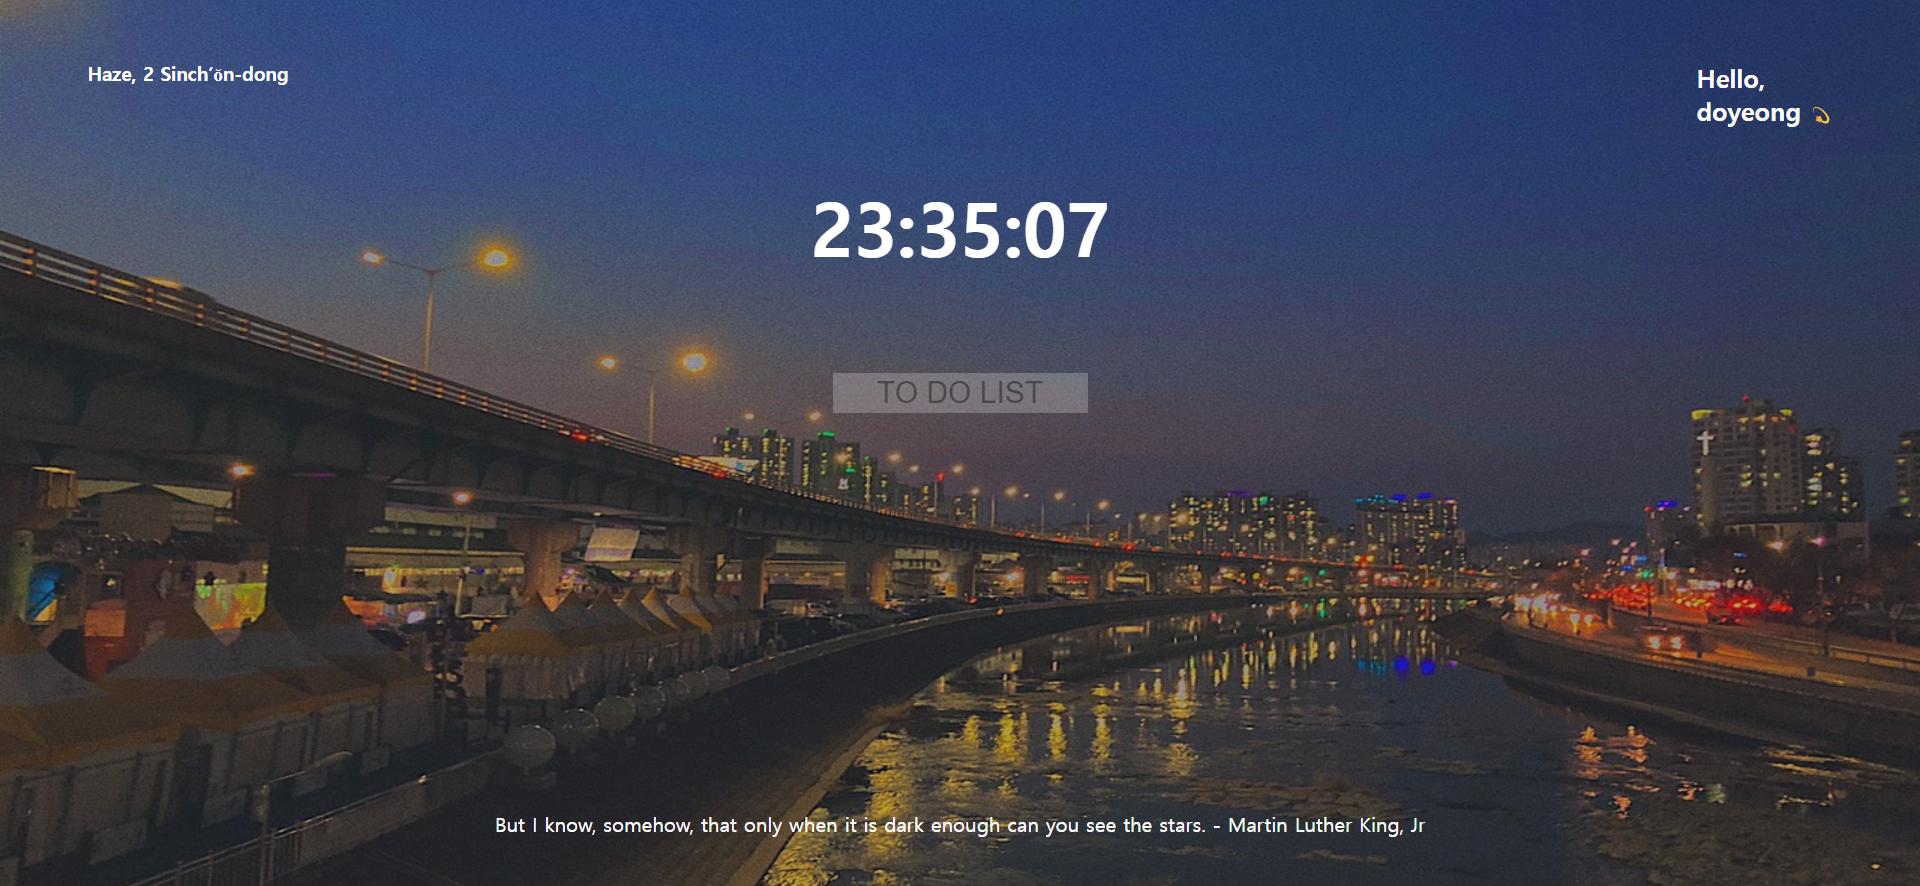 Haze, 2 Sinch’ŏn-dong
Hello,
doyeong 💫
23:35:07
TO DO LIST
But I know, somehow, that only when it is dark enough can you see the stars. - Martin Luther King, Jr